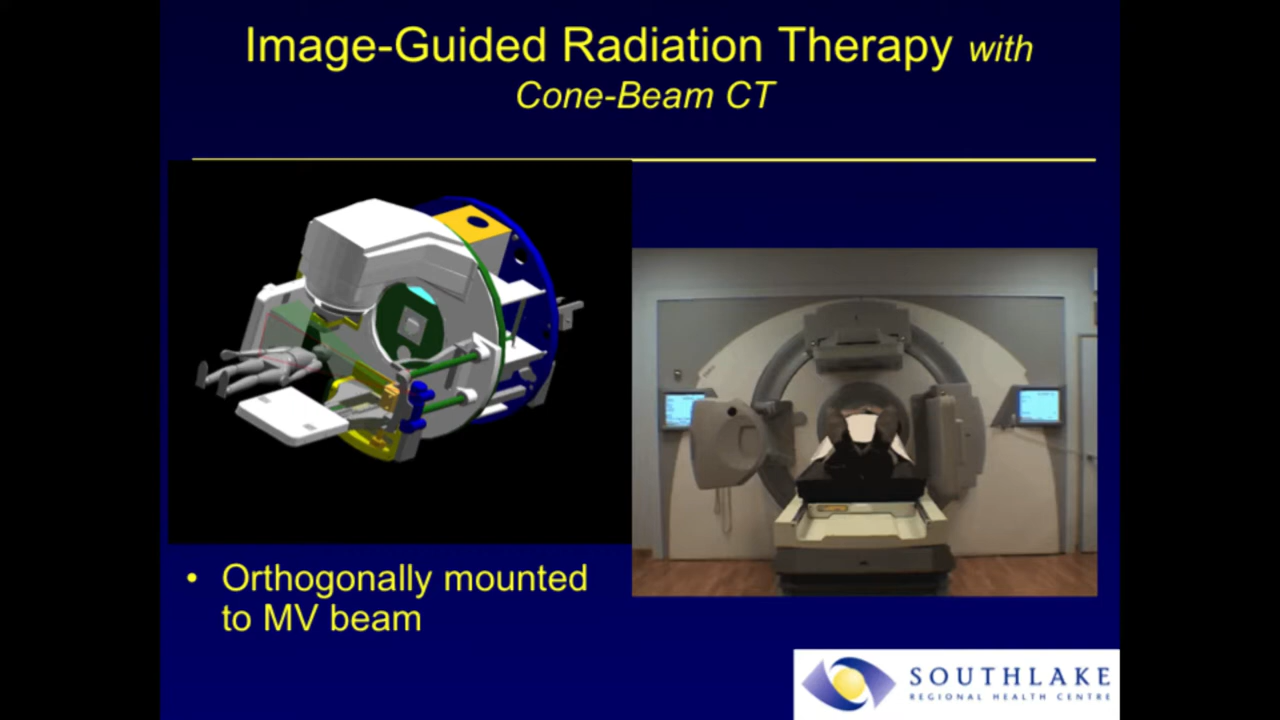 Image-Guided Radiation Therapy with
Cone-Beam CT
• Orthogonally mounted
to MV beam
SOUTHLAKE
REGIONAL HEALTH CENTRE